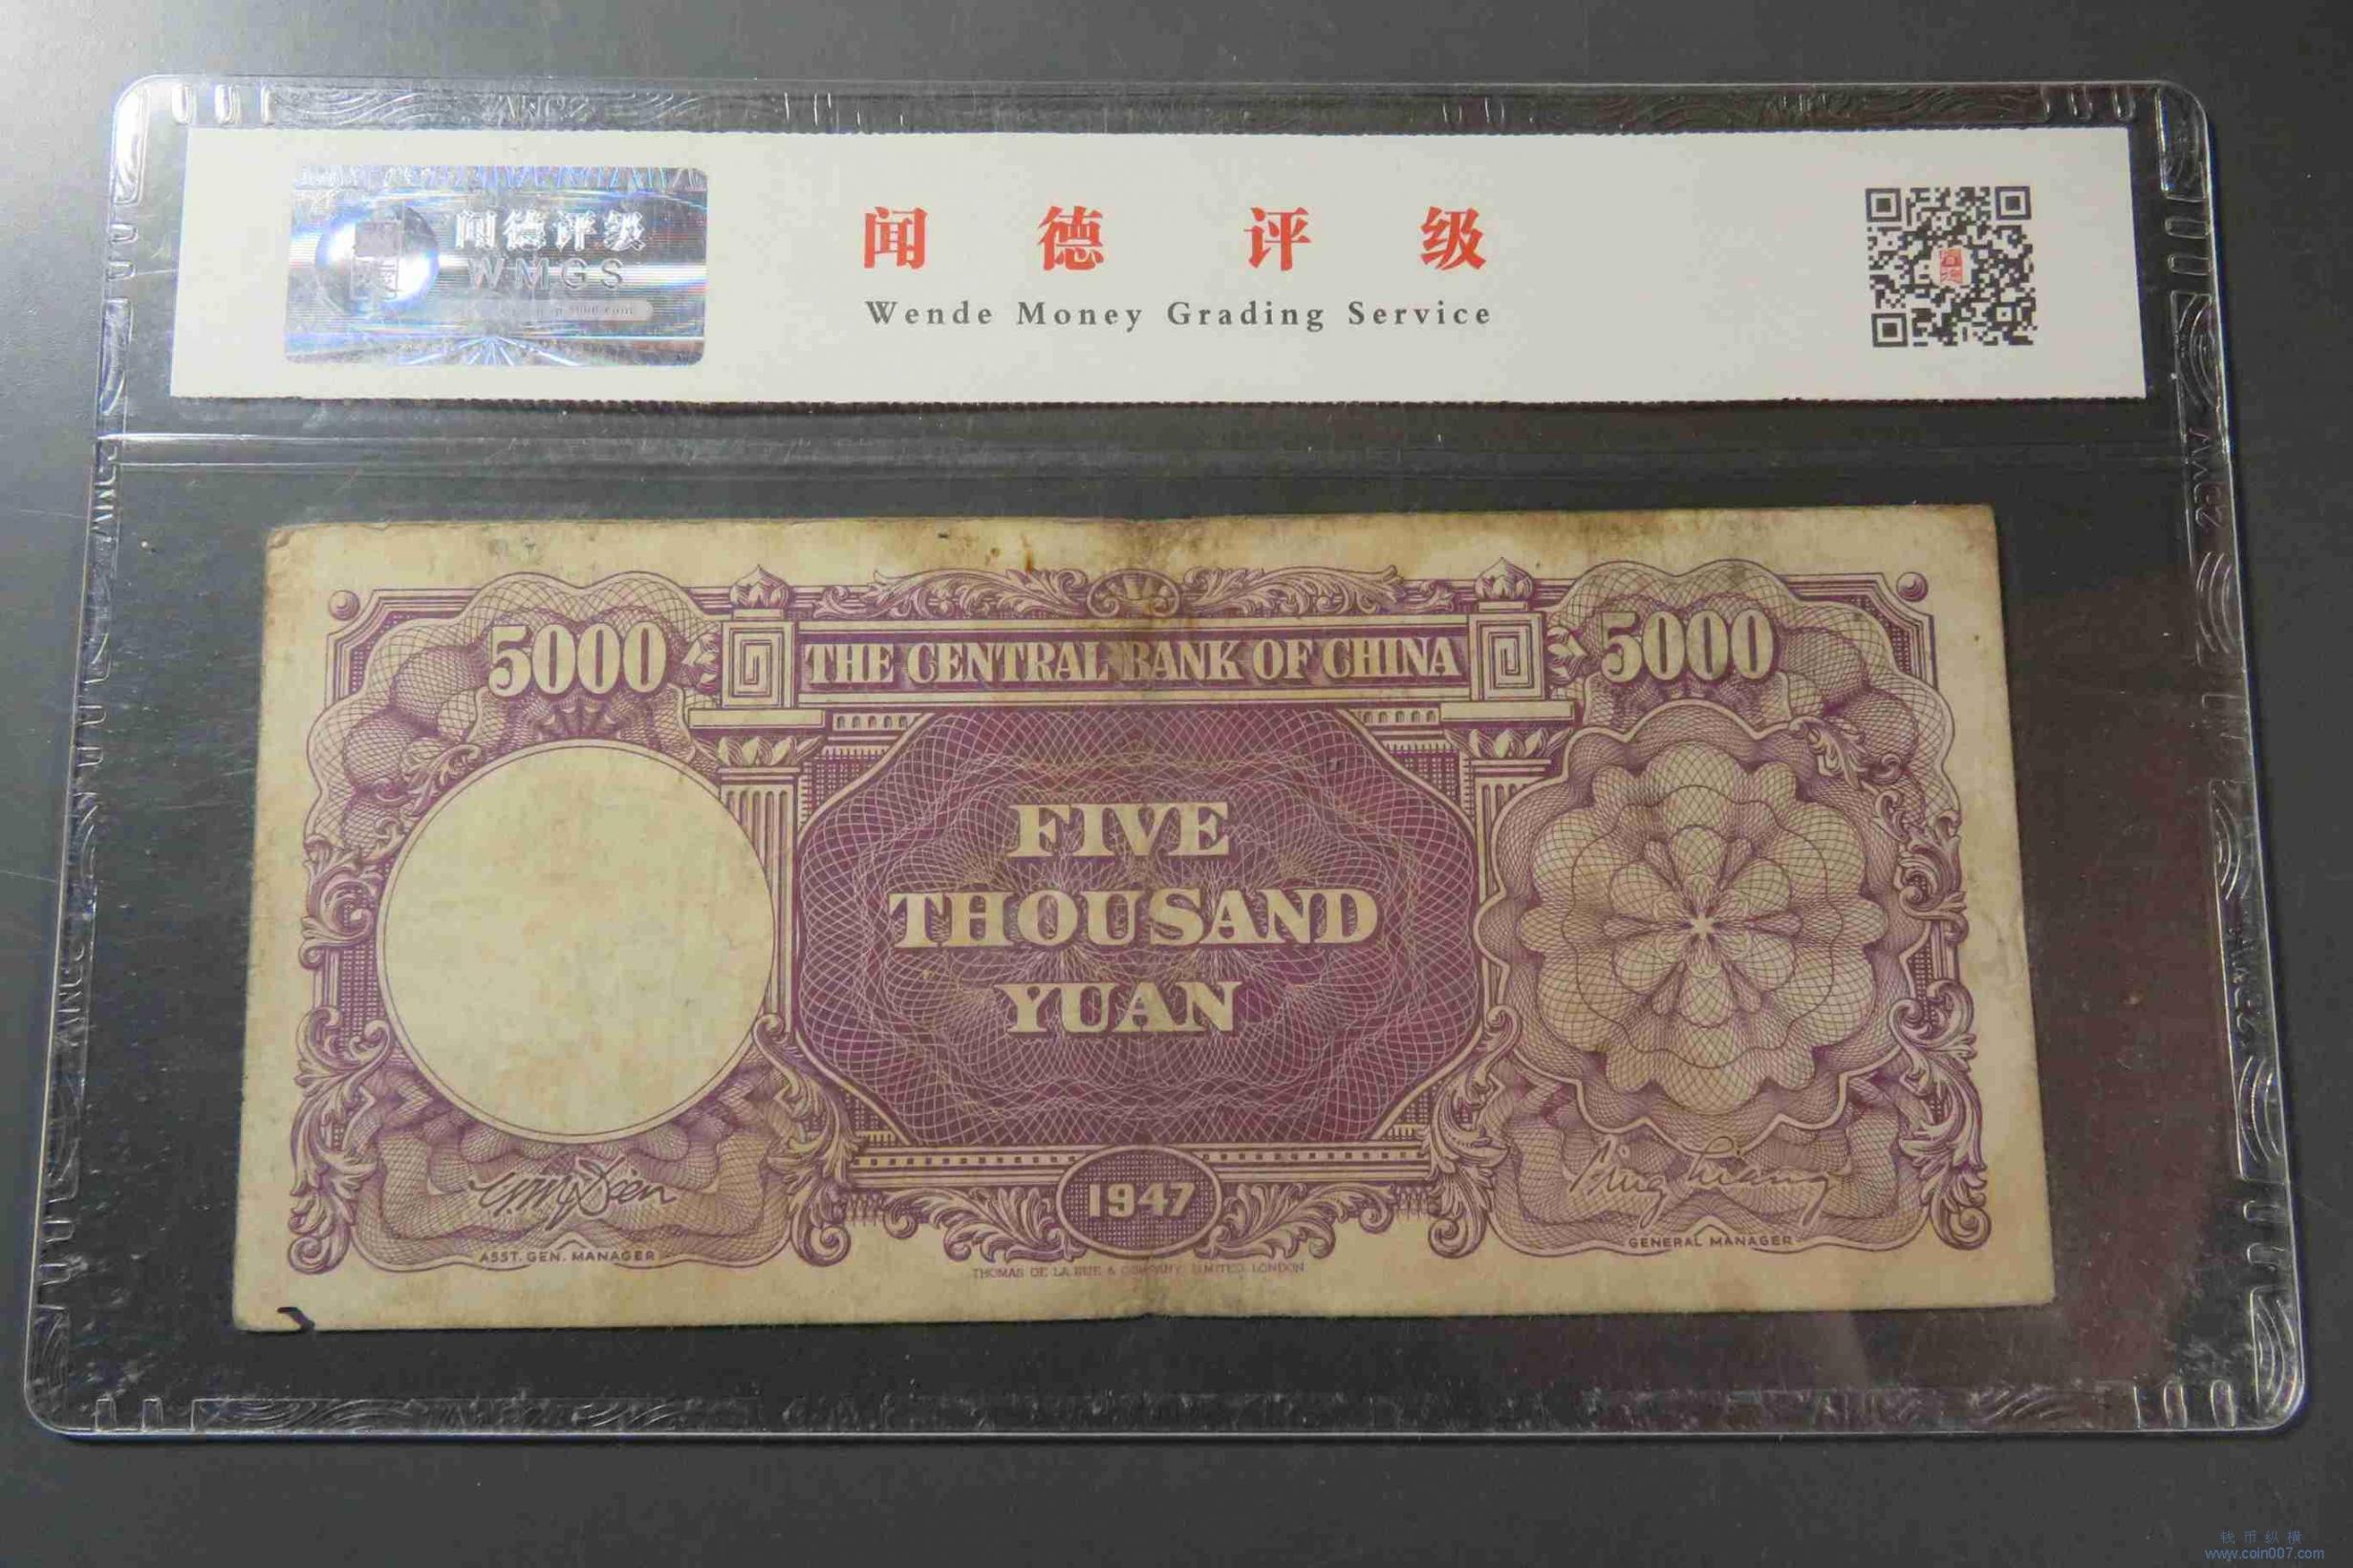 闻德评级
WMGS
闻 德 评 级
Wende Money Grading Service
5000 THE CENTRAL BANK OF CHINA 5000
FIVE
THOUSAND
YUAN
1947
ASST. GEN. MANAGER
GENERAL MANAGER
THOMAS DE LA RUE & COMPANY, LIMITED, LONDON
钱币纵横
www.coin007.com